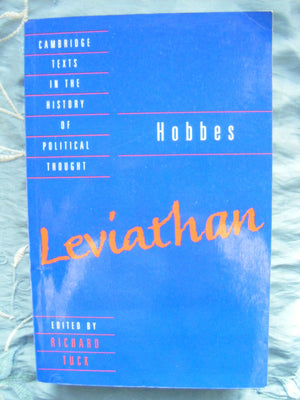 CAMBRIDGE
TEXTS
IN THE
HISTORY
OF
POLITICAL
THOUGHT
Hobbes
Leviathan
EDITED BY
RICHARD
TUCK